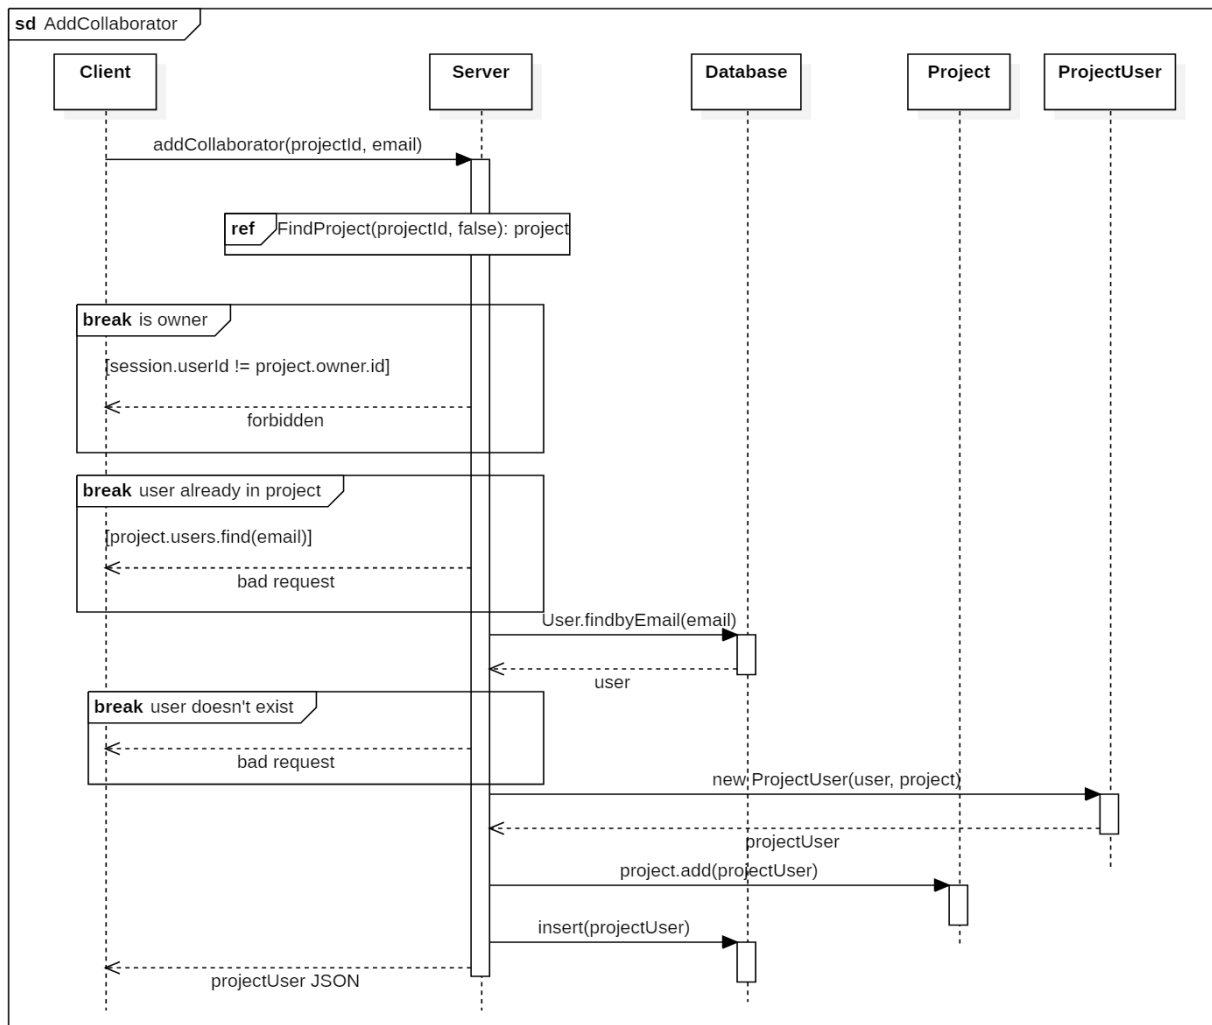 sd AddCollaborator
Client
Server
Database
Project
ProjectUser
addCollaborator(projectId, email)
ref FindProject(projectId, false): project
break is owner
[session.userId != project.owner.id]
forbidden
break user already in project
[project.users.find(email)]
bad request
User.findbyEmail(email)
user
break user doesn't exist
bad request
new ProjectUser(user, project)
projectUser
project.add(projectUser)
insert(projectUser)
projectUser JSON